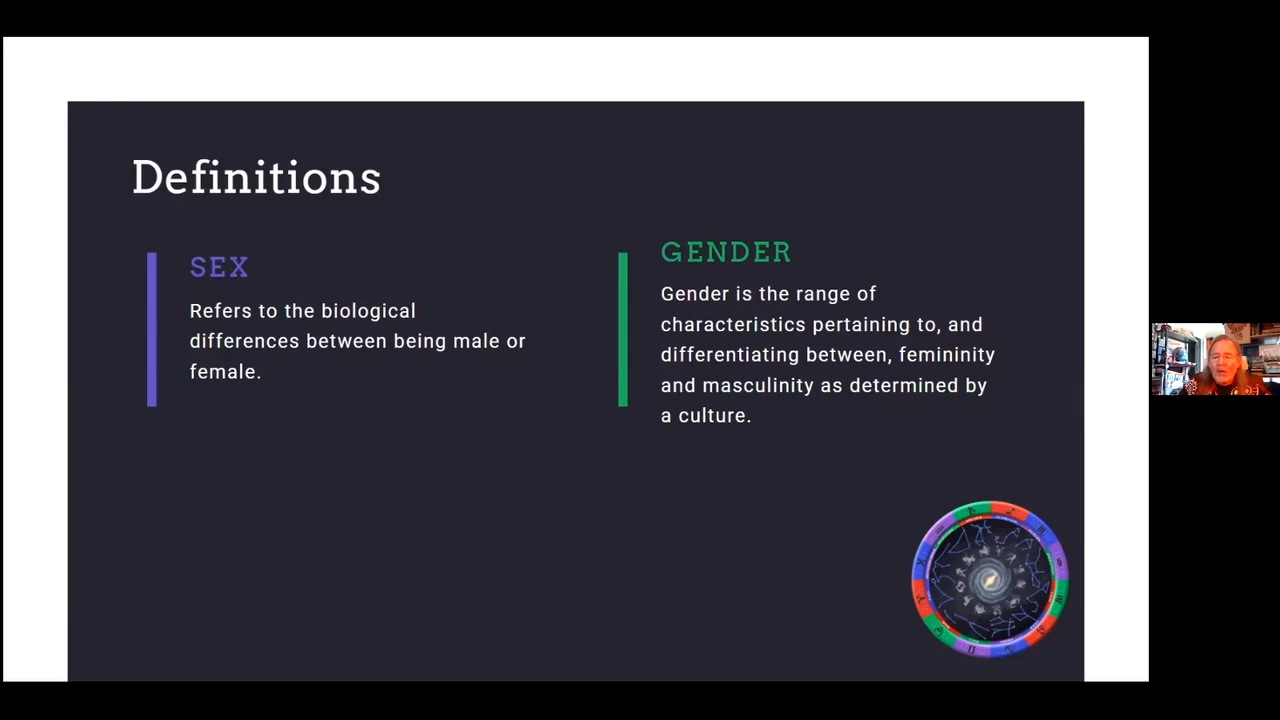 Definitions
SEX
Refers to the biological
differences between being male or
female.
GENDER
Gender is the range of
characteristics pertaining to, and
differentiating between, femininity
and masculinity as determined by
a culture.